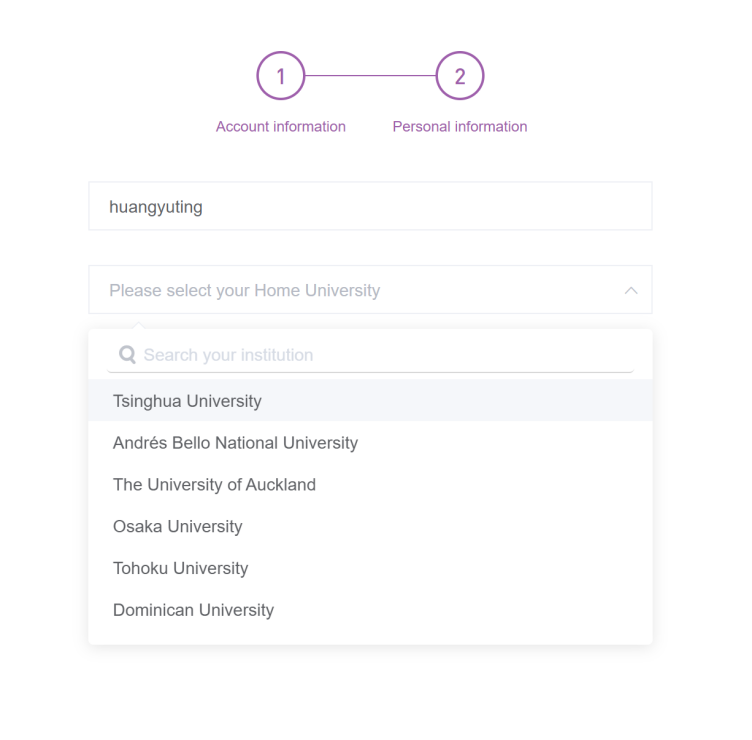 1 2
Account information Personal information
huangyuting
Please select your Home University
Search your institution
Tsinghua University
Andrés Bello National University
The University of Auckland
Osaka University
Tohoku University
Dominican University